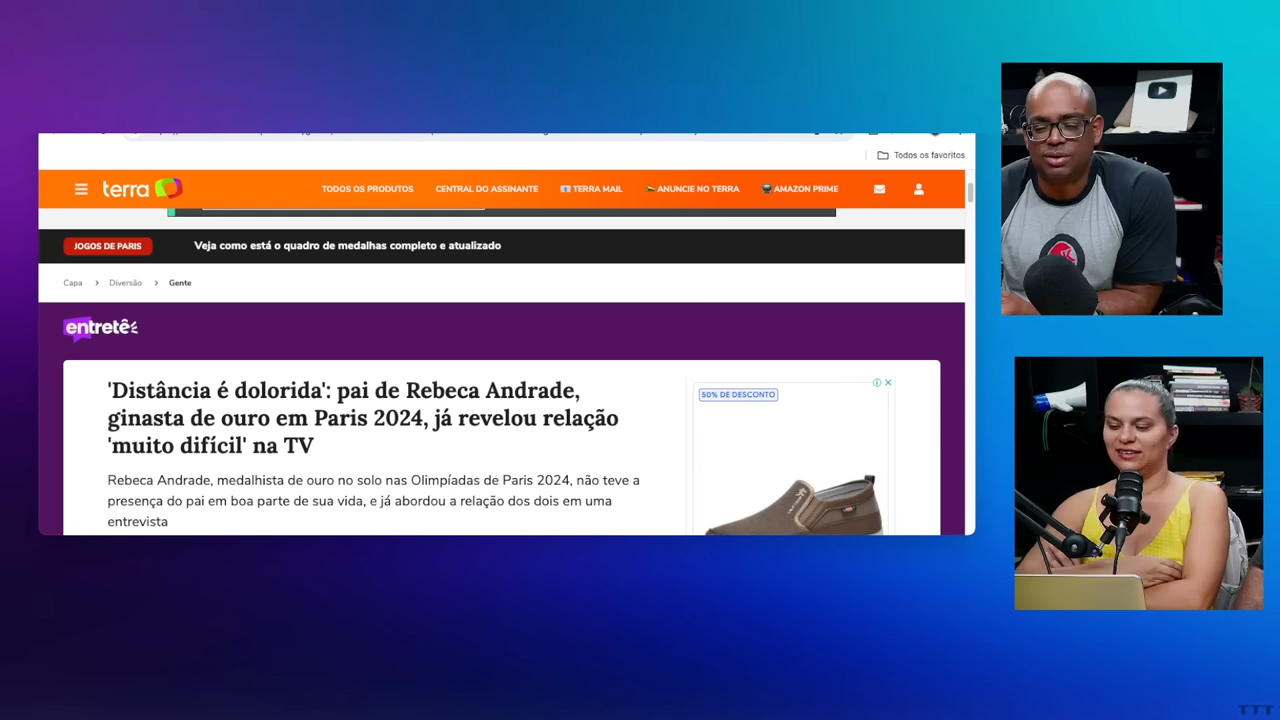 Todos os favoritos
terra
TODOS OS PRODUTOS
CENTRAL DO ASSINANTE
TERRA MAIL
ANUNCIE NO TERRA
AMAZON PRIME
JOGOS DE PARIS
Veja como está o quadro de medalhas completo e atualizado
Capa > Diversão > Gente
entretê
'Distância é dolorida': pai de Rebeca Andrade,
ginasta de ouro em Paris 2024, já revelou relação
'muito difícil' na TV
Rebeca Andrade, medalhista de ouro no solo nas Olimpíadas de Paris 2024, não teve a
presença do pai em boa parte de sua vida, e já abordou a relação dos dois em uma
entrevista
50% DE DESCONTO